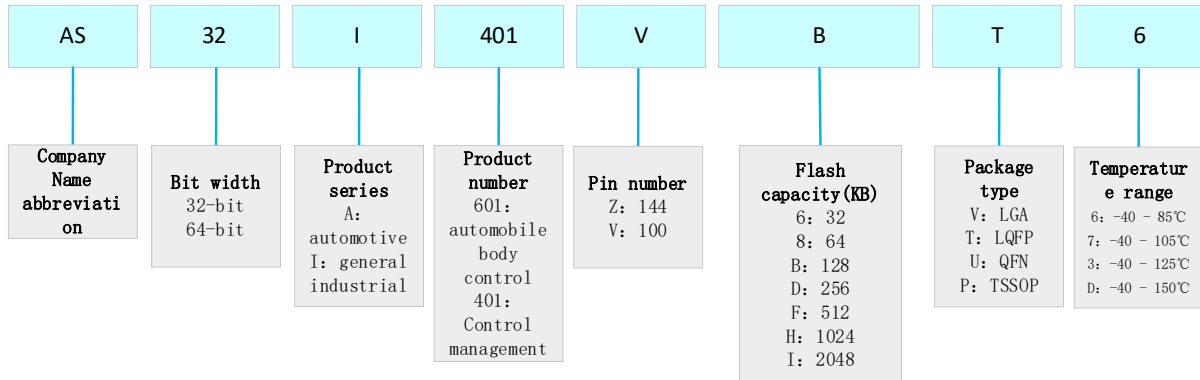 AS
32
I
401
V
B
T
6
Company
Name
abbreviati
on
Bit width
32-bit
64-bit
Product
series
A:
automotive
I: general
industrial
Product
number
601:
automobile
body
control
401:
Control
management
Pin number
Z: 144
V: 100
Flash
capacity(KB)
6: 32
8: 64
B: 128
D: 256
F: 512
H: 1024
I: 2048
Package
type
V: LGA
T: LQFP
U: QFN
P: TSSOP
Temperatur
e range
6: -40 - 85℃
7: -40 - 105℃
3: -40 - 125℃
D: -40 - 150℃